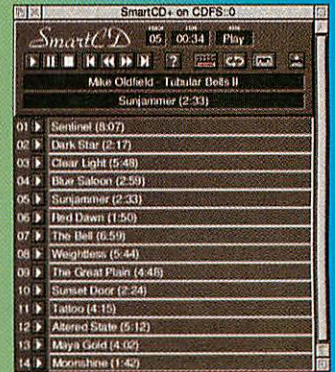 SmartCD+ on CDFS::0
SmartCD 05 00:34 Play
?
Mike Oldfield - Tubular Bells II
Sunjammer (2:33)
01 Sentinel (8:07)
02 Dark Star (2:17)
03 Clear Light (5:48)
04 Blue Saloon (2:59)
05 Sunjammer (2:33)
06 Red Dawn (1:50)
07 The Bell (6:59)
08 Weightless (5:44)
09 The Great Plain (4:48)
10 Sunset Door (2:24)
11 Tattoo (4:15)
12 Altered State (5:12)
13 Maya Gold (4:02)
14 Moonshine (1:42)